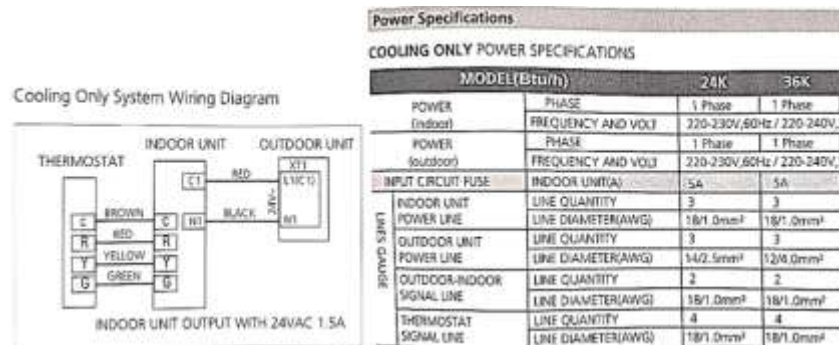 Power Specifications
COOLING ONLY POWER SPECIFICATIONS
MODEL(Btu/h) 24K 36K
POWER (indoor) PHASE 1 Phase 1 Phase
FREQUENCY AND VOLT 220-230V,60Hz / 220-240V,
POWER (outdoor) PHASE 1 Phase 1 Phase
FREQUENCY AND VOLT 220-230V,60Hz / 220-240V,
INPUT CIRCUIT FUSE INDOOR UNIT(A) 5A 5A
LINES GAUGE
INDOOR UNIT POWER LINE LINE QUANTITY 3 3
LINE DIAMETER(AWG) 18/1.0mm² 18/1.0mm²
OUTDOOR UNIT POWER LINE LINE QUANTITY 3 3
LINE DIAMETER(AWG) 14/2.5mm² 12/4.0mm²
OUTDOOR-INDOOR SIGNAL LINE LINE QUANTITY 2 2
LINE DIAMETER(AWG) 18/1.0mm² 18/1.0mm²
THERMOSTAT SIGNAL LINE LINE QUANTITY 4 4
LINE DIAMETER(AWG) 18/1.0mm² 18/1.0mm²
Cooling Only System Wiring Diagram
INDOOR UNIT OUTDOOR UNIT
THERMOSTAT
XT1
C1 RED L1(C1)
24V~
C BROWN C N1 BLACK N1
R RED R
Y YELLOW Y
G GREEN G
INDOOR UNIT OUTPUT WITH 24VAC 1.5A